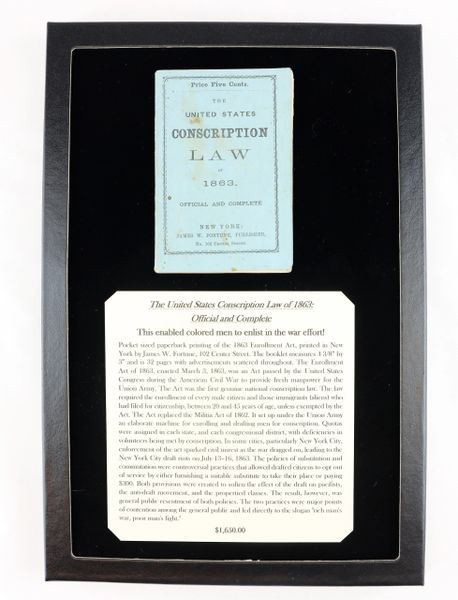 Price Five Cents.
THE
UNITED STATES
CONSCRIPTION
LAW
OF
1863.
OFFICIAL AND COMPLETE
NEW YORK:
JAMES W. FORTUNE, PUBLISHER,
No. 102 Centre Street
The United States Conscription Law of 1863:
Official and Complete
This enabled colored men to enlist in the war effort!
Pocket sized paperback printing of the 1863 Enrollment Act, printed in New
York by James W. Fortune, 102 Center Street. The booklet measures 4 3/8" by
3" and is 32 pages with advertisements scattered throughout. The Enrollment
Act of 1863, enacted March 3, 1863, was an Act passed by the United States
Congress during the American Civil War to provide fresh manpower for the
Union Army. The Act was the first genuine national conscription law. The law
required the enrollment of every male citizen and those immigrants (aliens) who
had filed for citizenship, between 20 and 45 years of age, unless exempted by the
Act. The Act replaced the Militia Act of 1862. It set up under the Union Army
an elaborate machine for enrolling and drafting men for conscription. Quotas
were assigned in each state, and each congressional district, with deficiencies in
volunteers being met by conscription. In some cities, particularly New York City,
enforcement of the act sparked civil unrest as the war dragged on, leading to the
New York City draft riots on July 13-16, 1863. The policies of substitution and
commutation were controversial practices that allowed drafted citizens to opt out
of service by either furnishing a suitable substitute to take their place or paying
$300. Both provisions were created to soften the effect of the draft on pacifists,
the anti-draft movement, and the propertied classes. The result, however, was
general public resentment of both policies. The two practices were major points
of contention among the general public and led directly to the slogan "rich man's
war, poor man's fight."
$1,650.00